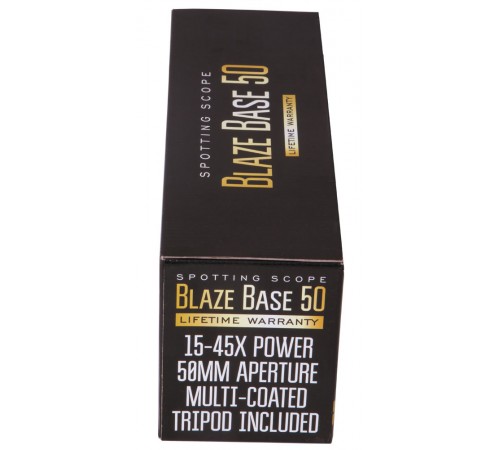 SPOTTING SCOPE
BLAZE BASE 50
LIFETIME WARRANTY
SPOTTING SCOPE
BLAZE BASE 50
LIFETIME WARRANTY
15-45X POWER
50MM APERTURE
MULTI-COATED
TRIPOD INCLUDED